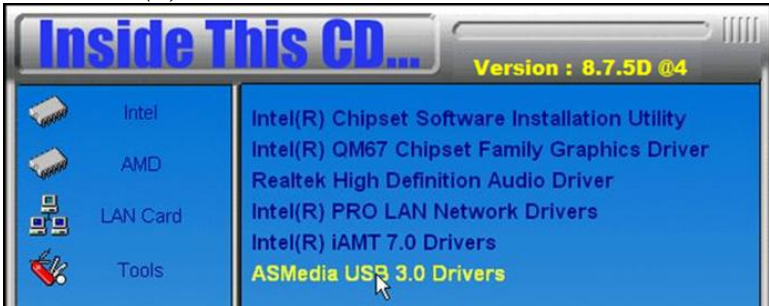 Inside This CD...
Version : 8.7.5D @4
Intel
AMD
LAN Card
Tools
Intel(R) Chipset Software Installation Utility
Intel(R) QM67 Chipset Family Graphics Driver
Realtek High Definition Audio Driver
Intel(R) PRO LAN Network Drivers
Intel(R) iAMT 7.0 Drivers
ASMedia USB 3.0 Drivers